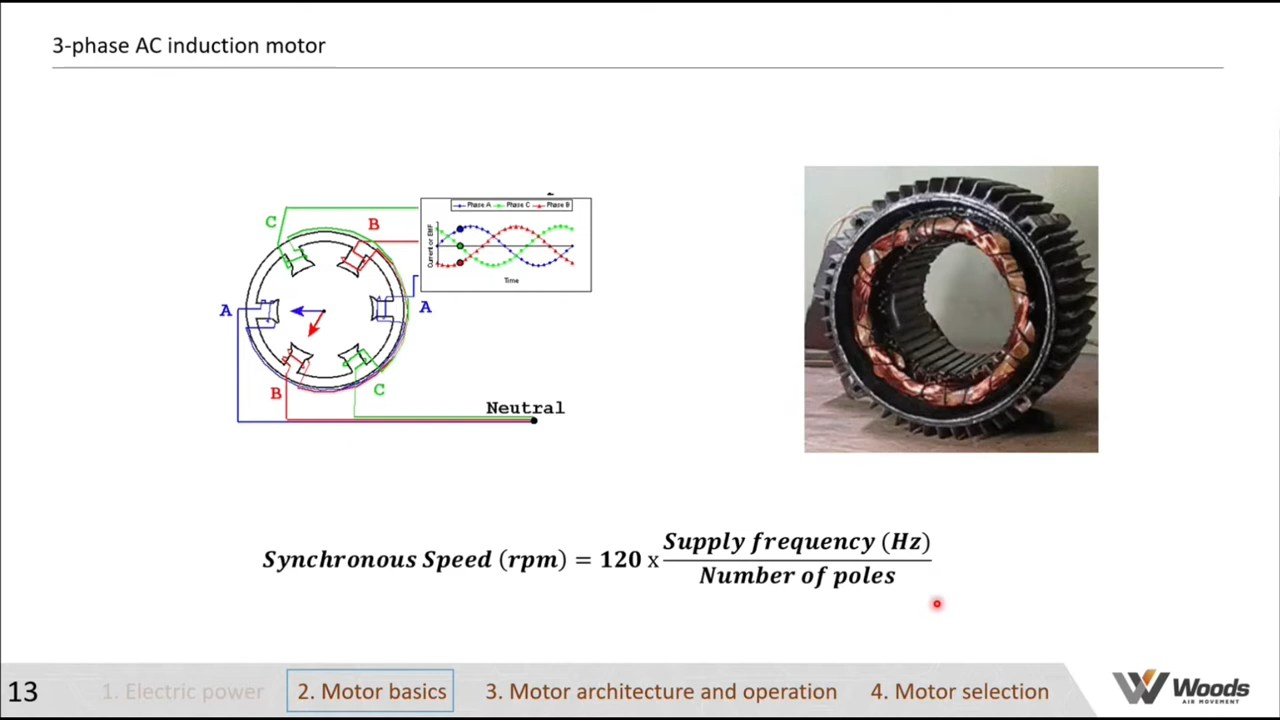 3-phase AC induction motor
C
B
A
A
B
C
Phase A
Phase C
Phase B
Current or EMF
Time
Neutral
Synchronous Speed (rpm) = 120 x Supply frequency (Hz)
Number of poles
13
1. Electric power
2. Motor basics
3. Motor architecture and operation
4. Motor selection
Woods
AIR MOVEMENT